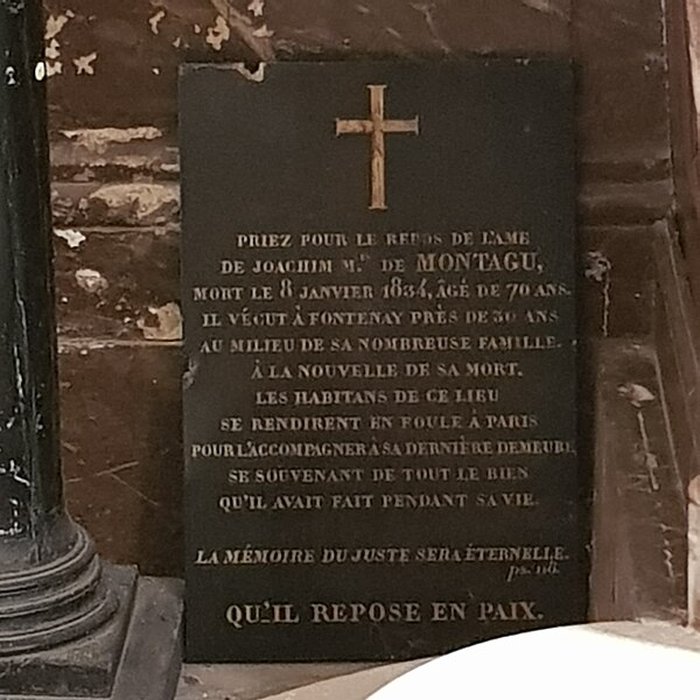 PRIEZ POUR LE REPOS DE L'AME
DE JOACHIM M.is DE MONTAGU,
MORT LE 8 JANVIER 1834, ÂGÉ DE 70 ANS.
IL VÉCUT À FONTENAY PRÈS DE 30 ANS
AU MILIEU DE SA NOMBREUSE FAMILLE.
À LA NOUVELLE DE SA MORT,
LES HABITANS DE CE LIEU
SE RENDIRENT EN FOULE À PARIS
POUR L'ACCOMPAGNER À SA DERNIÈRE DEMEURE,
SE SOUVENANT DE TOUT LE BIEN
QU'IL AVAIT FAIT PENDANT SA VIE.
LA MÉMOIRE DU JUSTE SERA ÉTERNELLE.
ps. 118.
QU'IL REPOSE EN PAIX.